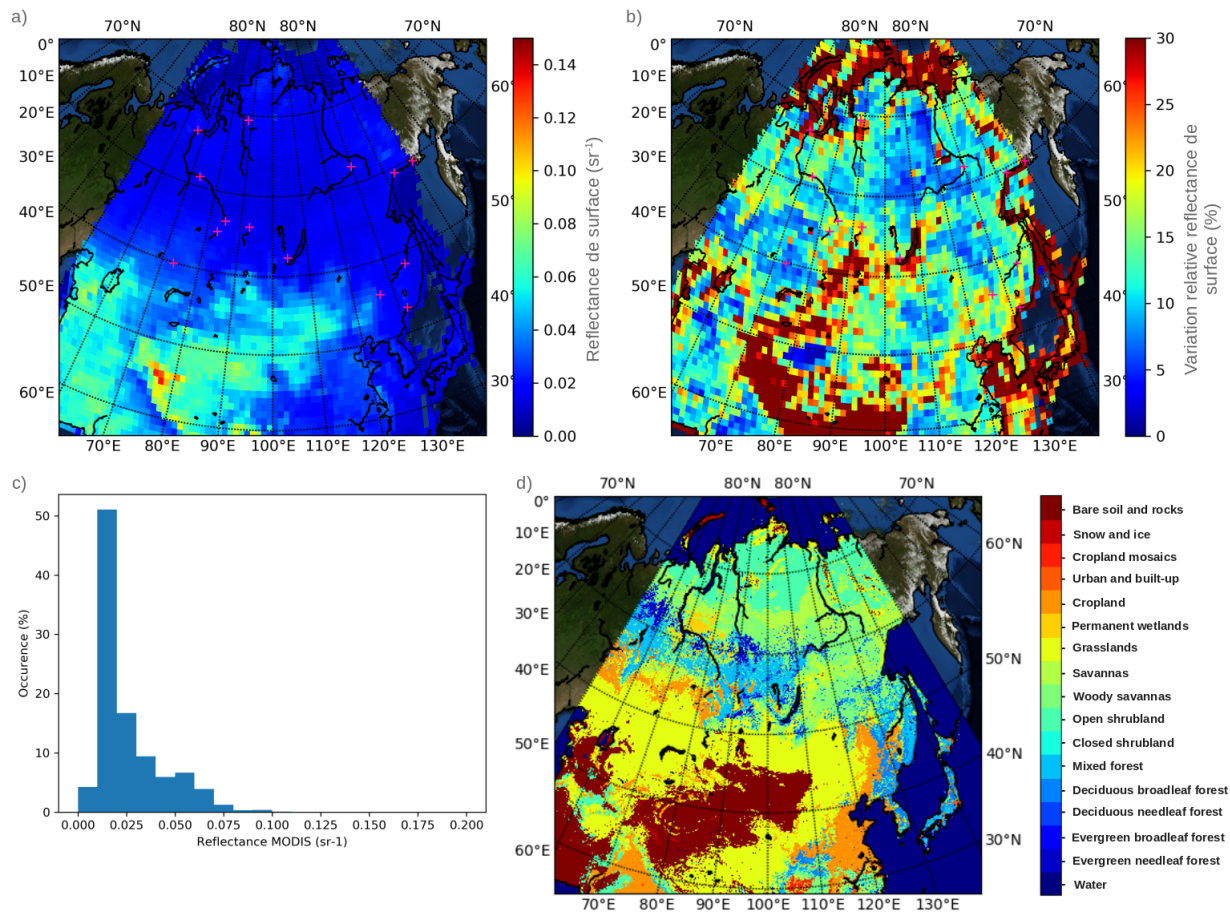 a)
70°N 80°N 80°N 70°N
0°
10°E
20°E
30°E
40°E
50°E
60°E
70°E 80°E 90°E 100°E 110°E 120°E 130°E
60°
50°
40°
30°
0.14
0.12
0.10
0.08
0.06
0.04
0.02
0.00
Reflectance de surface (sr⁻¹)
b)
70°N 80°N 80°N 70°N
0°
10°E
20°E
30°E
40°E
50°E
60°E
70°E 80°E 90°E 100°E 110°E 120°E 130°E
60°
50°
40°
30°
30
25
20
15
10
5
0
Variation relative reflectance de
surface (%)
c)
50
40
30
20
10
0
Occurence (%)
0.000 0.025 0.050 0.075 0.100 0.125 0.150 0.175 0.200
Reflectance MODIS (sr-1)
d)
70°N 80°N 80°N 70°N
0°
10°E
20°E
30°E
40°E
50°E
60°E
70°E 80°E 90°E 100°E 110°E 120°E 130°E
60°N
50°N
40°N
30°N
Bare soil and rocks
Snow and ice
Cropland mosaics
Urban and built-up
Cropland
Permanent wetlands
Grasslands
Savannas
Woody savannas
Open shrubland
Closed shrubland
Mixed forest
Deciduous broadleaf forest
Deciduous needleaf forest
Evergreen broadleaf forest
Evergreen needleaf forest
Water